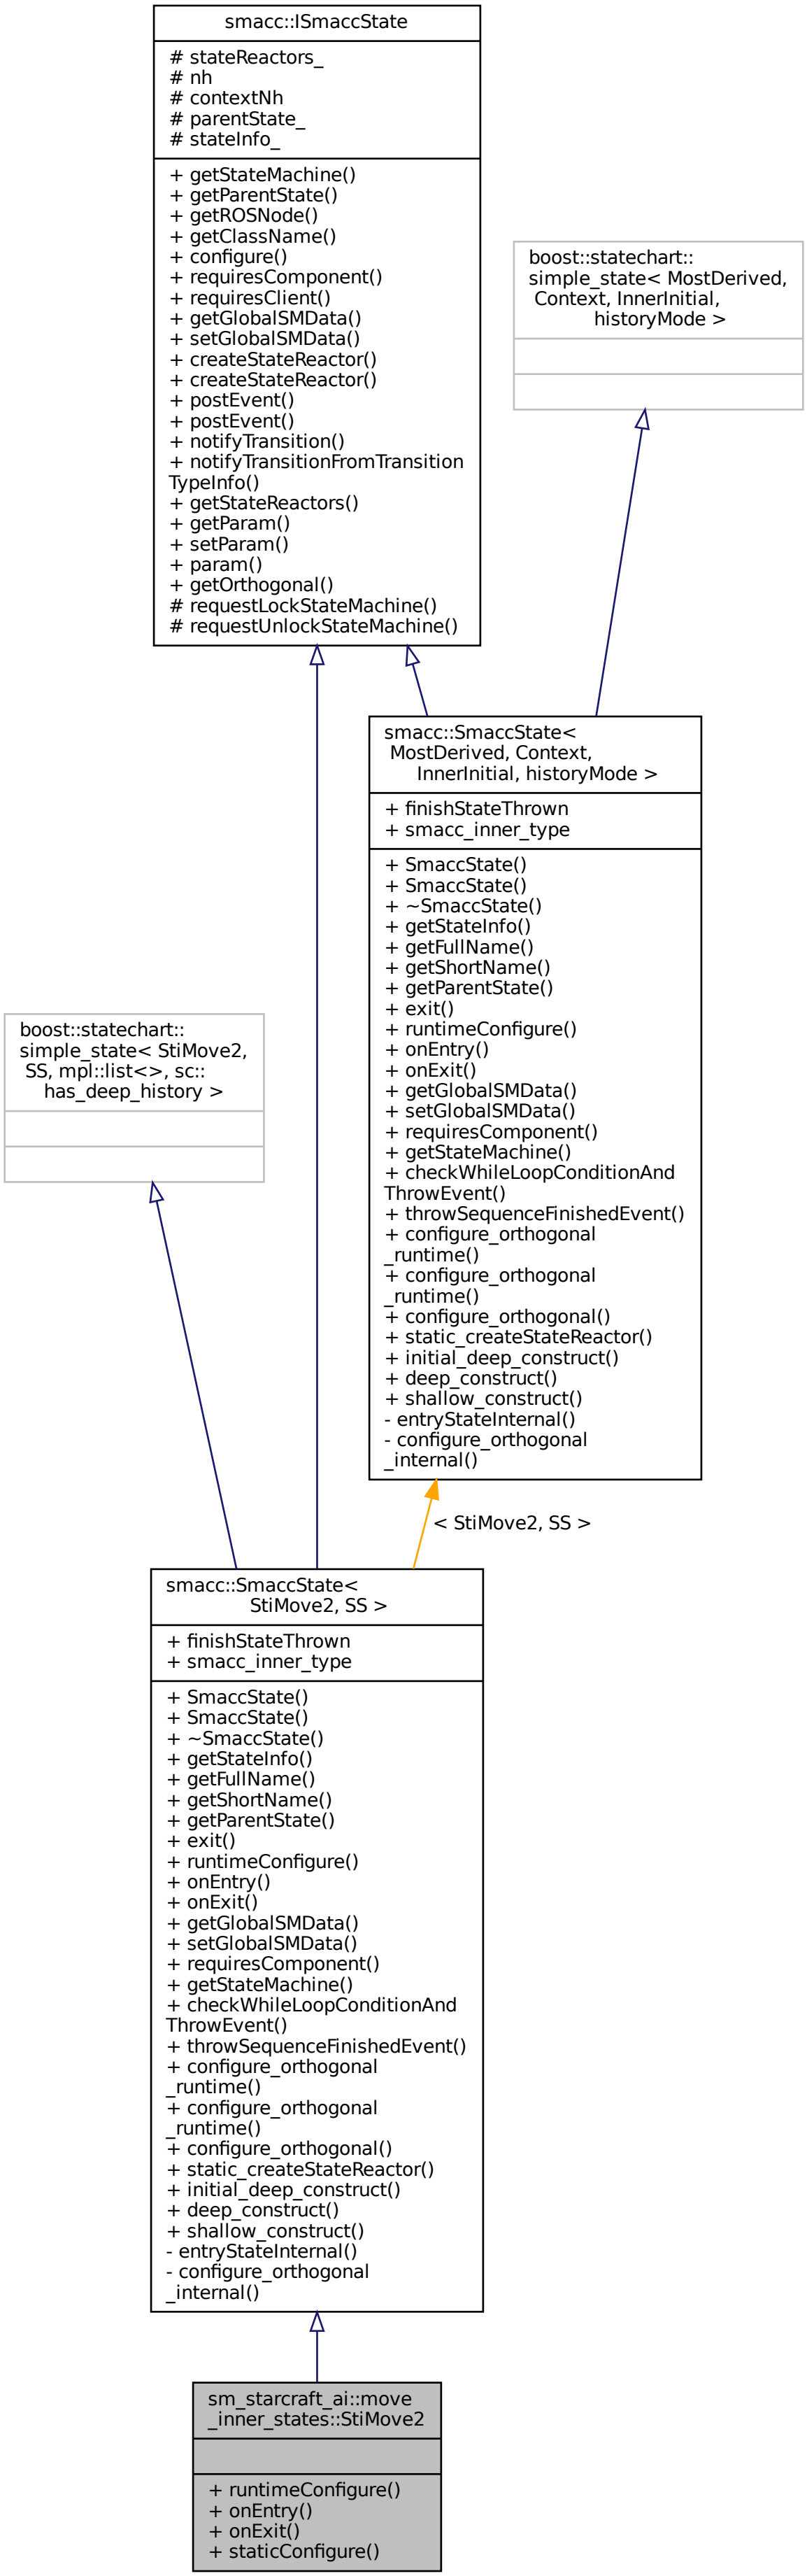 smacc::ISmaccState
# stateReactors_
# nh
# contextNh
# parentState_
# stateInfo_
+ getStateMachine()
+ getParentState()
+ getROSNode()
+ getClassName()
+ configure()
+ requiresComponent()
+ requiresClient()
+ getGlobalSMData()
+ setGlobalSMData()
+ createStateReactor()
+ createStateReactor()
+ postEvent()
+ postEvent()
+ notifyTransition()
+ notifyTransitionFromTransition
TypeInfo()
+ getStateReactors()
+ getParam()
+ setParam()
+ param()
+ getOrthogonal()
# requestLockStateMachine()
# requestUnlockStateMachine()
boost::statechart::
simple_state< MostDerived,
Context, InnerInitial,
historyMode >
smacc::SmaccState<
MostDerived, Context,
InnerInitial, historyMode >
+ finishStateThrown
+ smacc_inner_type
+ SmaccState()
+ SmaccState()
+ ~SmaccState()
+ getStateInfo()
+ getFullName()
+ getShortName()
+ getParentState()
+ exit()
+ runtimeConfigure()
+ onEntry()
+ onExit()
+ getGlobalSMData()
+ setGlobalSMData()
+ requiresComponent()
+ getStateMachine()
+ checkWhileLoopConditionAnd
ThrowEvent()
+ throwSequenceFinishedEvent()
+ configure_orthogonal
_runtime()
+ configure_orthogonal
_runtime()
+ configure_orthogonal()
+ static_createStateReactor()
+ initial_deep_construct()
+ deep_construct()
+ shallow_construct()
- entryStateInternal()
- configure_orthogonal
_internal()
boost::statechart::
simple_state< StiMove2,
SS, mpl::list<>, sc::
has_deep_history >
< StiMove2, SS >
smacc::SmaccState<
StiMove2, SS >
+ finishStateThrown
+ smacc_inner_type
+ SmaccState()
+ SmaccState()
+ ~SmaccState()
+ getStateInfo()
+ getFullName()
+ getShortName()
+ getParentState()
+ exit()
+ runtimeConfigure()
+ onEntry()
+ onExit()
+ getGlobalSMData()
+ setGlobalSMData()
+ requiresComponent()
+ getStateMachine()
+ checkWhileLoopConditionAnd
ThrowEvent()
+ throwSequenceFinishedEvent()
+ configure_orthogonal
_runtime()
+ configure_orthogonal
_runtime()
+ configure_orthogonal()
+ static_createStateReactor()
+ initial_deep_construct()
+ deep_construct()
+ shallow_construct()
- entryStateInternal()
- configure_orthogonal
_internal()
sm_starcraft_ai::move
_inner_states::StiMove2
+ runtimeConfigure()
+ onEntry()
+ onExit()
+ staticConfigure()